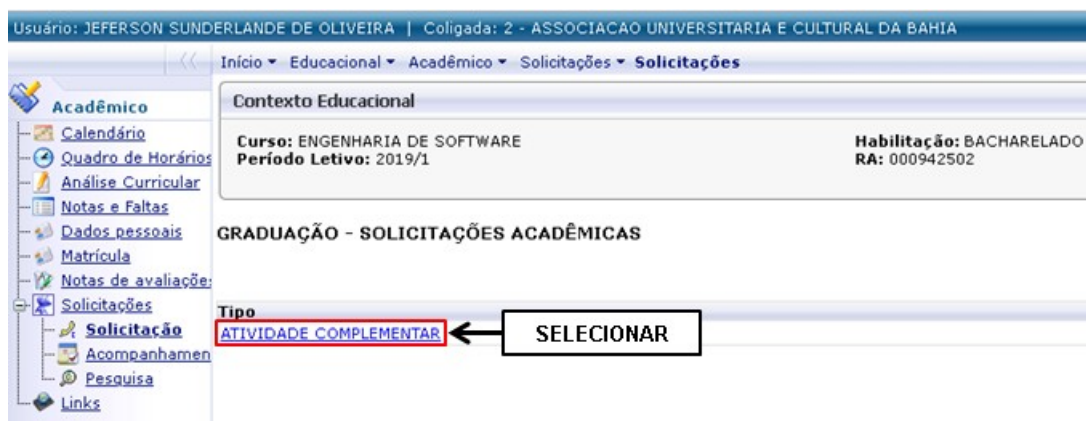 Usuário: JEFERSON SUNDERLANDE DE OLIVEIRA | Coligada: 2 - ASSOCIACAO UNIVERSITARIA E CULTURAL DA BAHIA
Início Educacional Acadêmico Solicitações Solicitações
Acadêmico
Calendário
Quadro de Horários
Análise Curricular
Notas e Faltas
Dados pessoais
Matrícula
Notas de avaliações
Solicitações
Solicitação
Acompanhamen
Pesquisa
Links
Contexto Educacional
Curso: ENGENHARIA DE SOFTWARE
Habilitação: BACHARELADO
Período Letivo: 2019/1
RA: 000942502
GRADUAÇÃO - SOLICITAÇÕES ACADÊMICAS
Tipo
ATIVIDADE COMPLEMENTAR
SELECIONAR